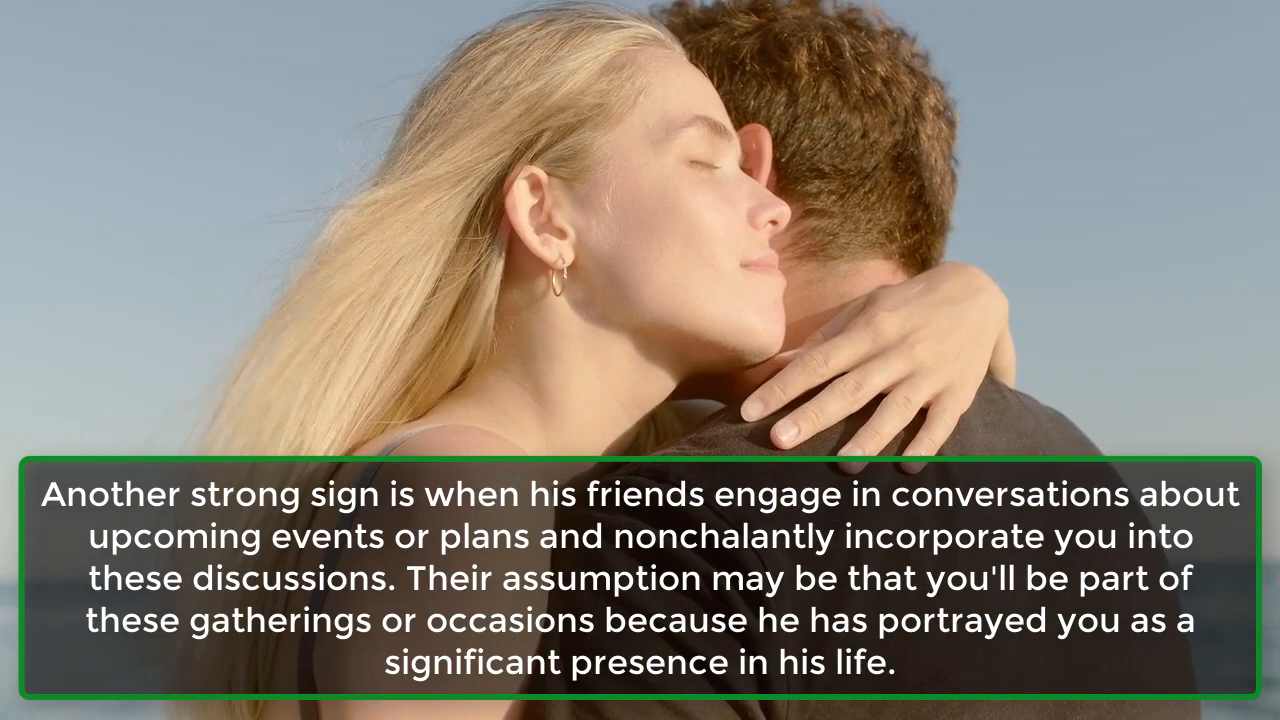 Another strong sign is when his friends engage in conversations about
upcoming events or plans and nonchalantly incorporate you into
these discussions. Their assumption may be that you'll be part of
these gatherings or occasions because he has portrayed you as a
significant presence in his life.